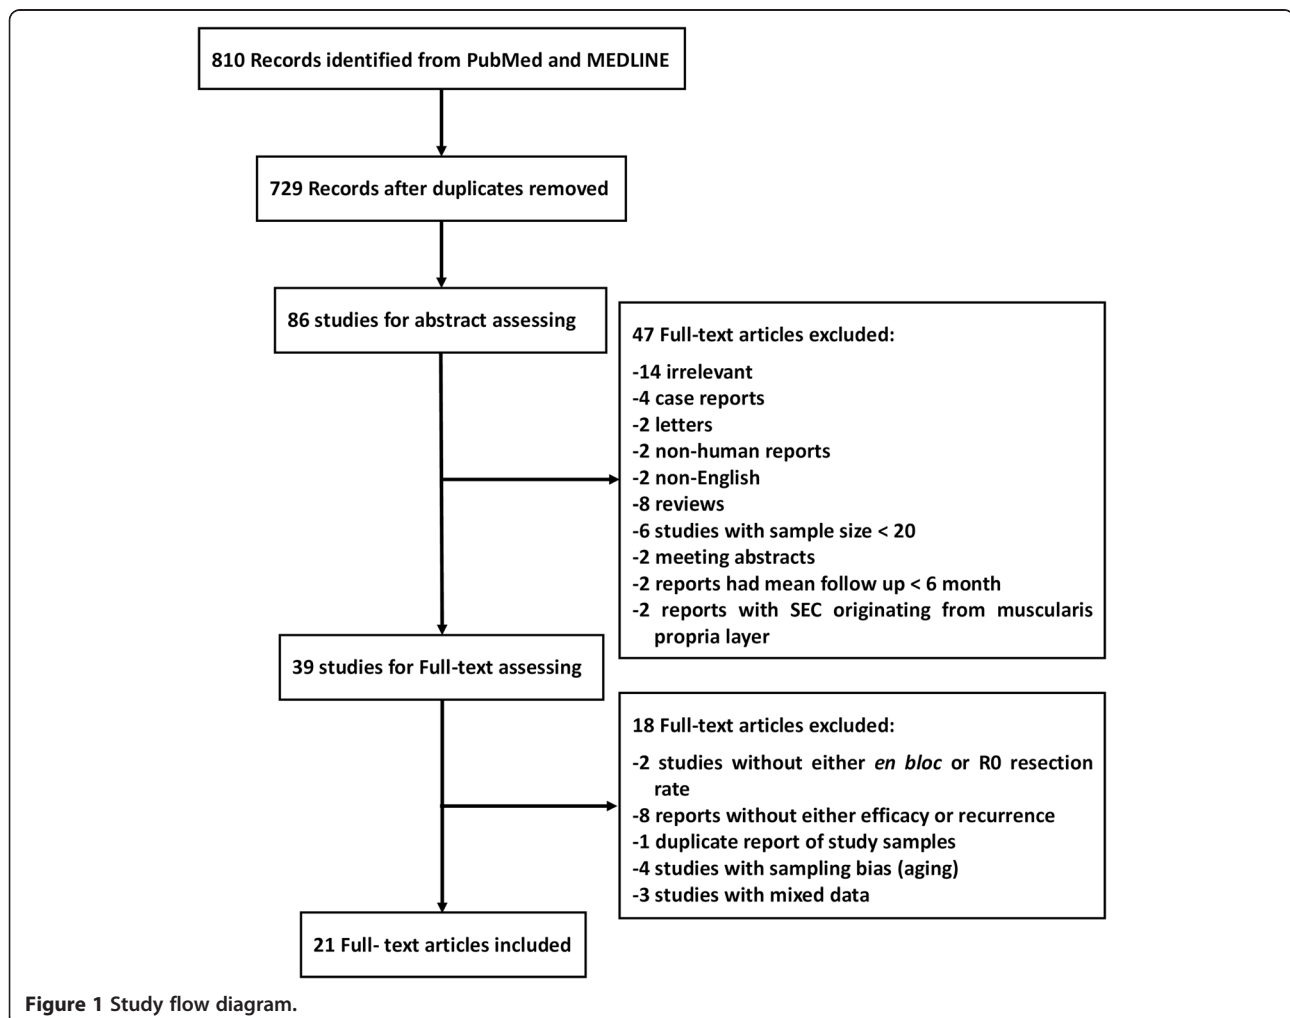 810 Records identified from PubMed and MEDLINE
729 Records after duplicates removed
86 studies for abstract assessing
47 Full-text articles excluded:
-14 irrelevant
-4 case reports
-2 letters
-2 non-human reports
-2 non-English
-8 reviews
-6 studies with sample size < 20
-2 meeting abstracts
-2 reports had mean follow up < 6 month
-2 reports with SEC originating from muscularis
propria layer
39 studies for Full-text assessing
18 Full-text articles excluded:
-2 studies without either en bloc or R0 resection
rate
-8 reports without either efficacy or recurrence
-1 duplicate report of study samples
-4 studies with sampling bias (aging)
-3 studies with mixed data
21 Full- text articles included
Figure 1 Study flow diagram.